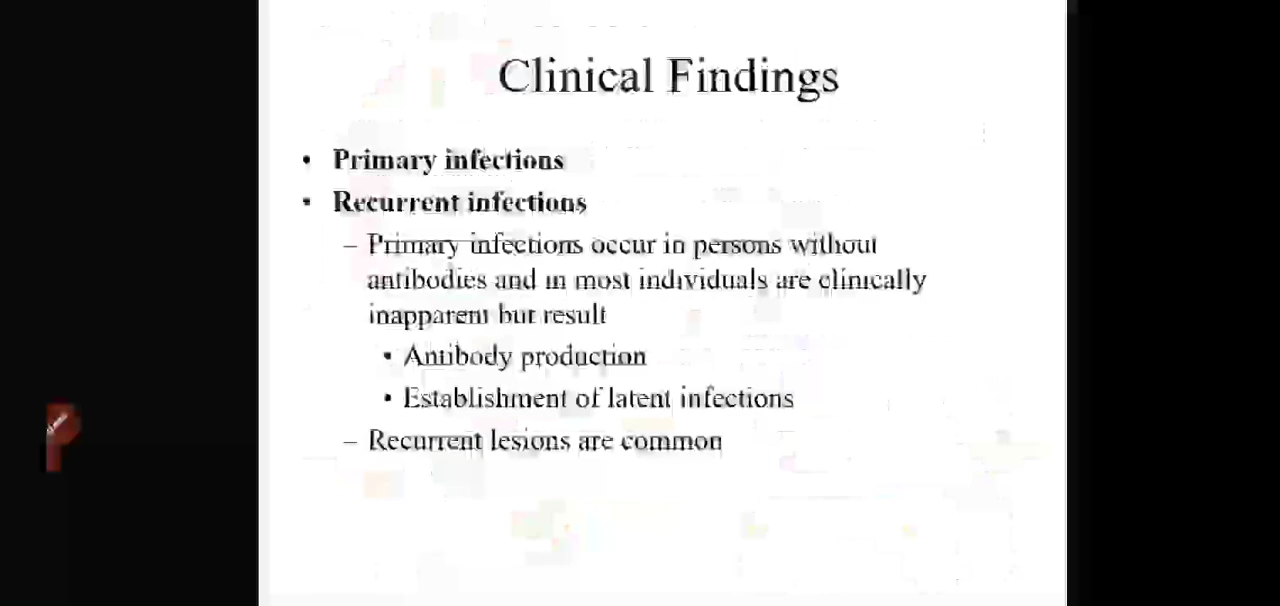 Clinical Findings
• Primary infections
• Recurrent infections
– Primary infections occur in persons without
antibodies and in most individuals are clinically
inapparent but result
• Antibody production
• Establishment of latent infections
– Recurrent lesions are common